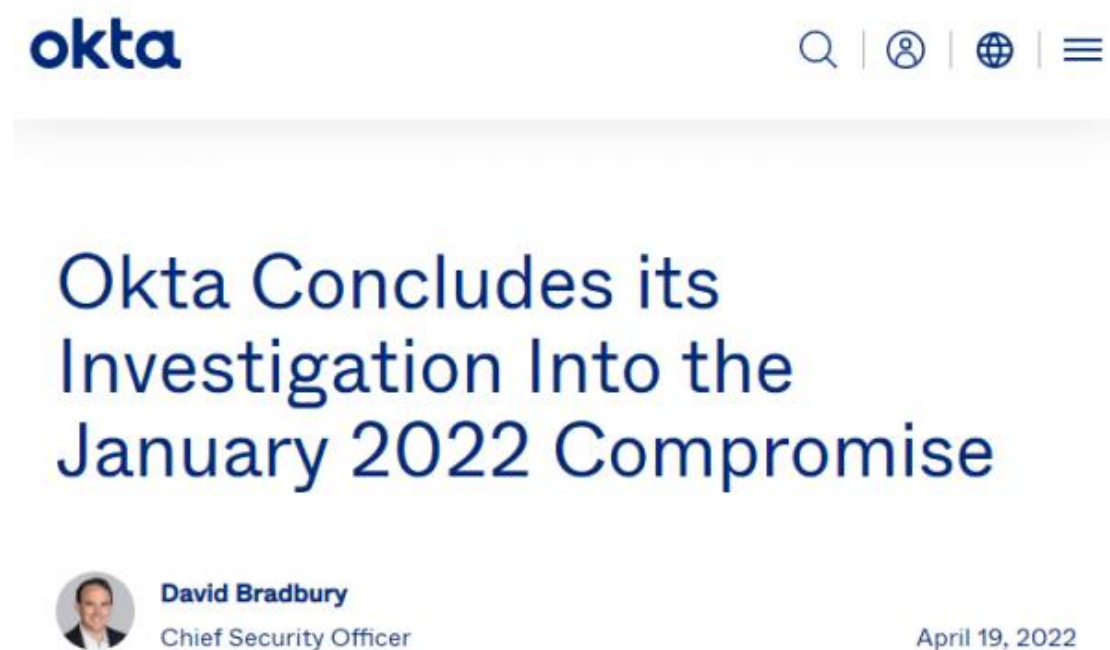 okta
Okta Concludes its
Investigation Into the
January 2022 Compromise
David Bradbury
Chief Security Officer
April 19, 2022